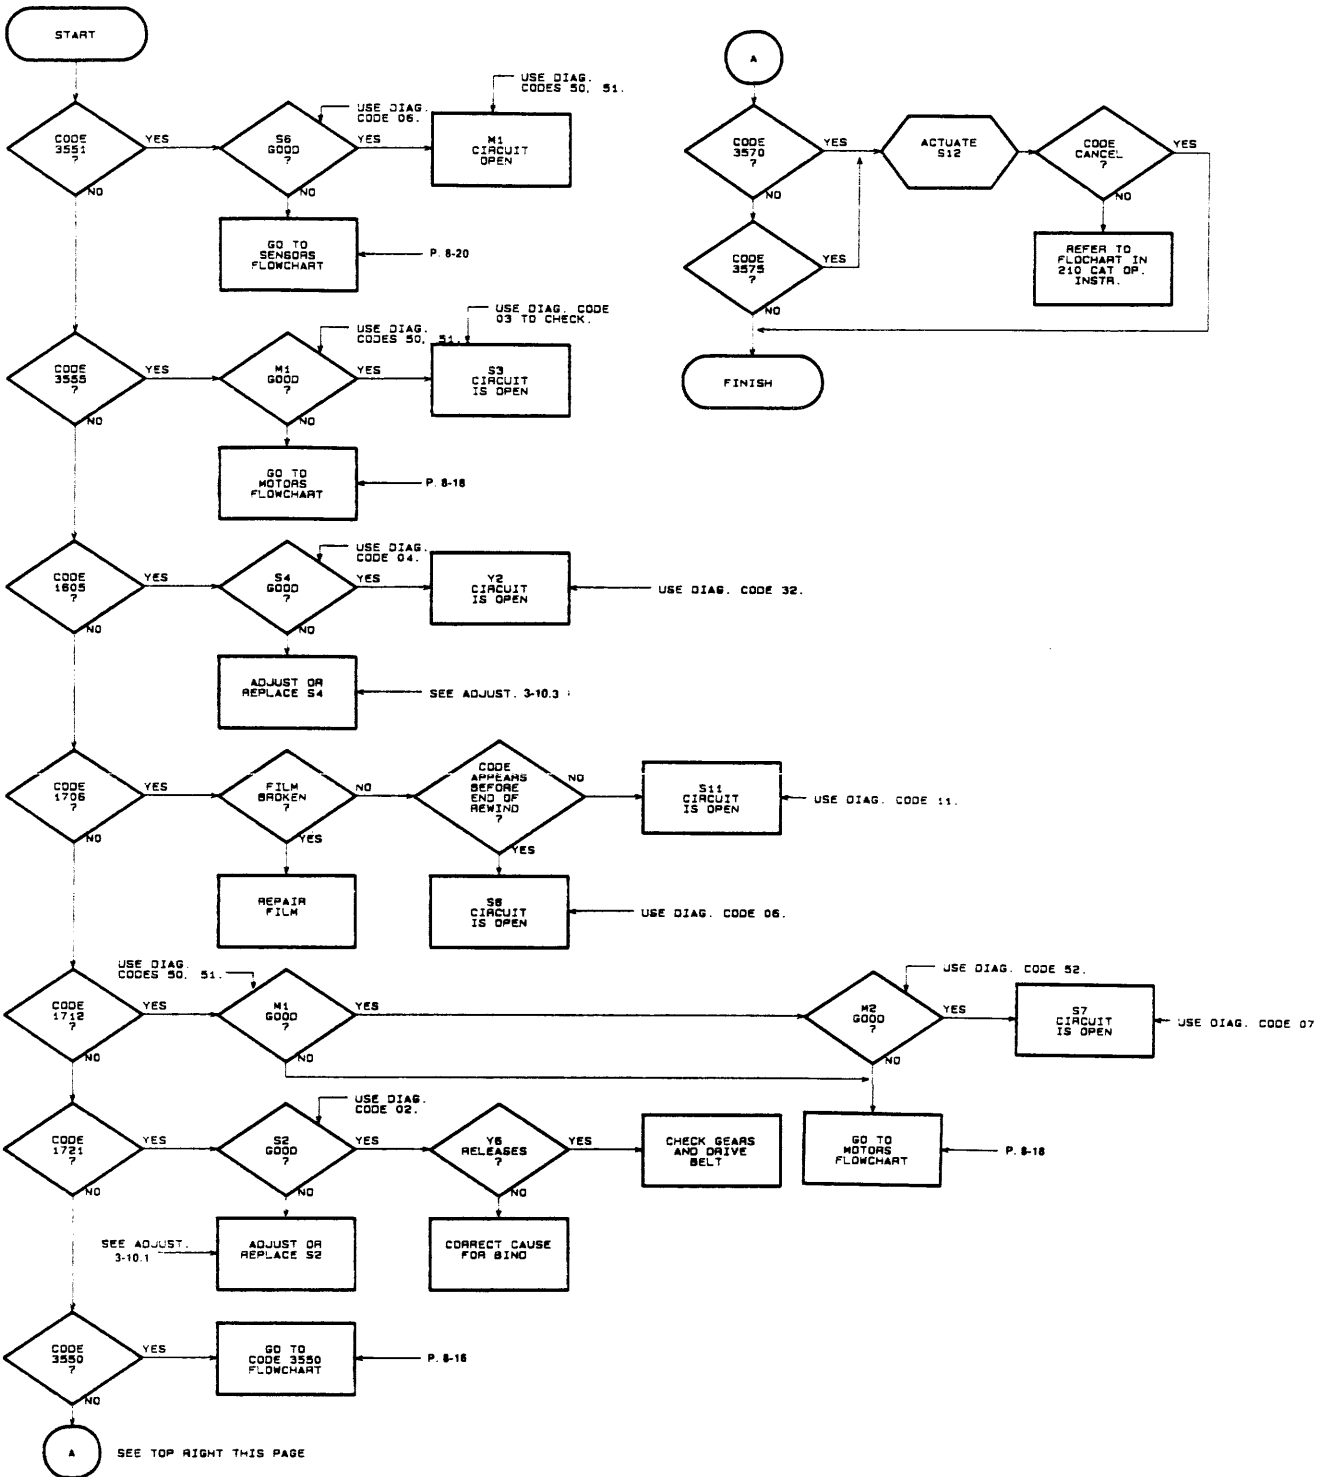 START
CODE
3551
?
YES
NO
S6
GOOD
?
USE DIAG.
CODE 06.
YES
NO
M1
CIRCUIT
OPEN
USE DIAG.
CODES 50, 51.
GO TO
SENSORS
FLOWCHART
P. 8-20
CODE
3555
?
YES
NO
M1
GOOD
?
USE DIAG.
CODES 50, 51.
YES
NO
S3
CIRCUIT
IS OPEN
USE DIAG. CODE
03 TO CHECK.
GO TO
MOTORS
FLOWCHART
P. 8-18
CODE
1605
?
YES
NO
S4
GOOD
?
USE DIAG.
CODE 04.
YES
NO
Y2
CIRCUIT
IS OPEN
USE DIAG. CODE 32.
ADJUST OR
REPLACE S4
SEE ADJUST. 3-10.3
CODE
1706
?
YES
NO
FILM
BROKEN
?
NO
YES
CODE
APPEARS
BEFORE
END OF
REWIND
?
NO
YES
S11
CIRCUIT
IS OPEN
USE DIAG. CODE 11.
REPAIR
FILM
S6
CIRCUIT
IS OPEN
USE DIAG. CODE 06.
CODE
1712
?
YES
NO
USE DIAG.
CODES 50, 51.
M1
GOOD
?
YES
NO
M2
GOOD
?
USE DIAG. CODE 52.
YES
NO
S7
CIRCUIT
IS OPEN
USE DIAG. CODE 07
CODE
1721
?
YES
NO
S2
GOOD
?
USE DIAG.
CODE 02.
YES
NO
Y6
RELEASES
?
YES
NO
CHECK GEARS
AND DRIVE
BELT
GO TO
MOTORS
FLOWCHART
P. 8-18
SEE ADJUST.
3-10.1
ADJUST OR
REPLACE S2
CORRECT CAUSE
FOR BIND
CODE
3550
?
YES
NO
GO TO
CODE 3550
FLOWCHART
P. 8-16
A
SEE TOP RIGHT THIS PAGE
A
CODE
3570
?
YES
NO
ACTUATE
S12
CODE
CANCEL
?
YES
NO
CODE
3575
?
YES
NO
REFER TO
FLOCHART IN
210 CAT OP.
INSTR.
FINISH